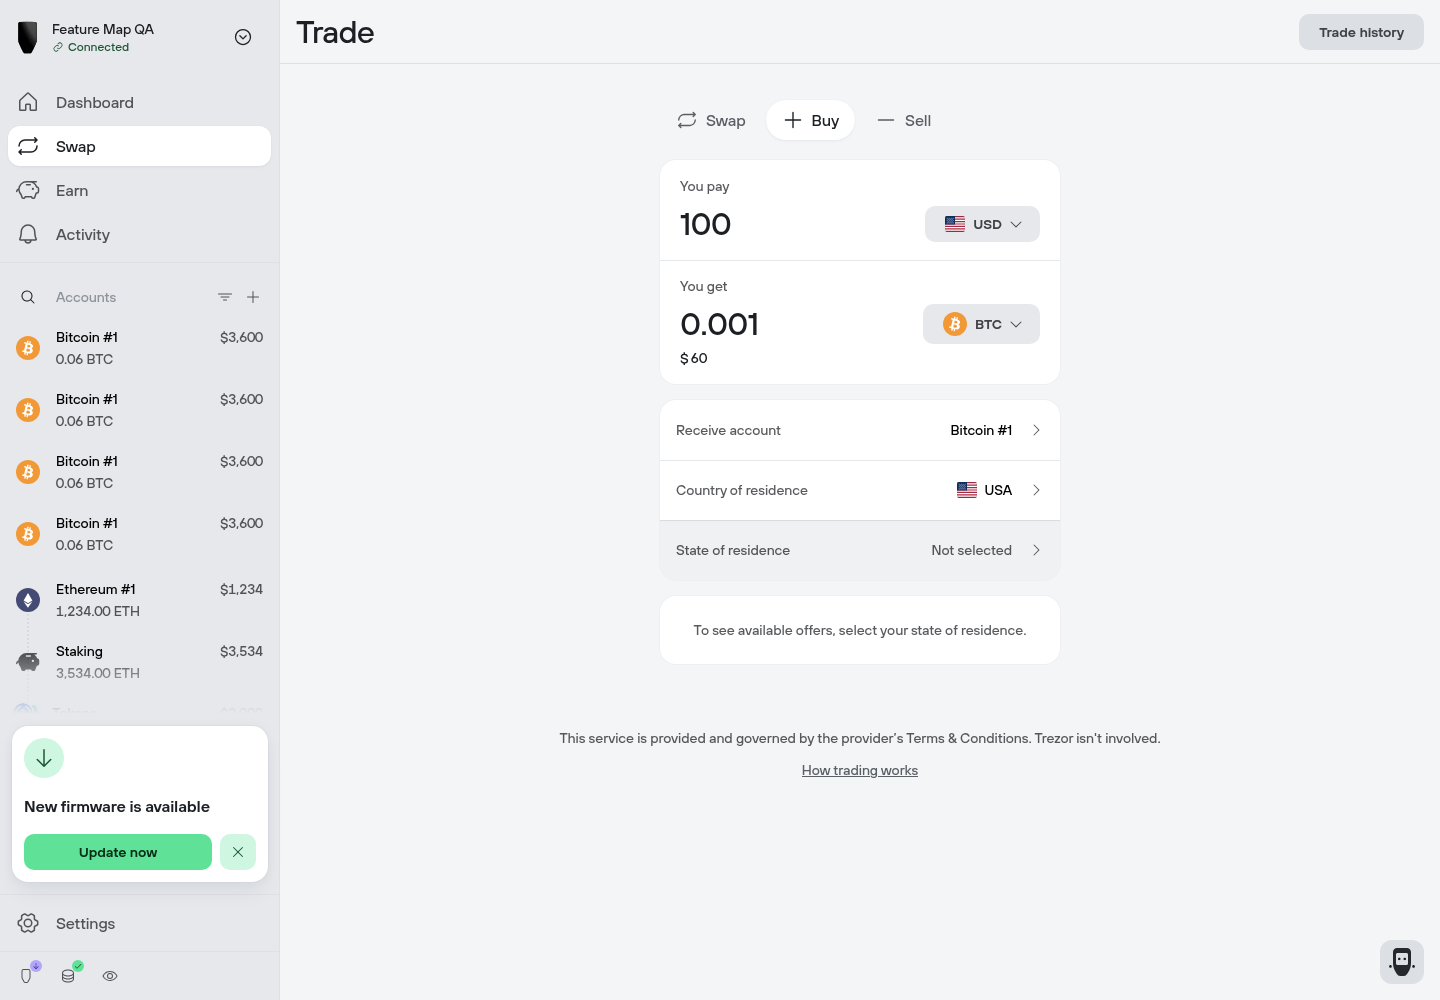 Feature Map QA
Connected
Dashboard
Swap
Earn
Activity
Accounts
Bitcoin #1 $3,600
0.06 BTC
Bitcoin #1 $3,600
0.06 BTC
Bitcoin #1 $3,600
0.06 BTC
Bitcoin #1 $3,600
0.06 BTC
Ethereum #1 $1,234
1,234.00 ETH
Staking $3,534
3,534.00 ETH
New firmware is available
Update now
Settings
Trade
Trade history
Swap Buy Sell
You pay
100 USD
You get
0.001 BTC
$ 60
Receive account Bitcoin #1
Country of residence USA
State of residence Not selected
To see available offers, select your state of residence.
This service is provided and governed by the provider's Terms & Conditions. Trezor isn't involved.
How trading works